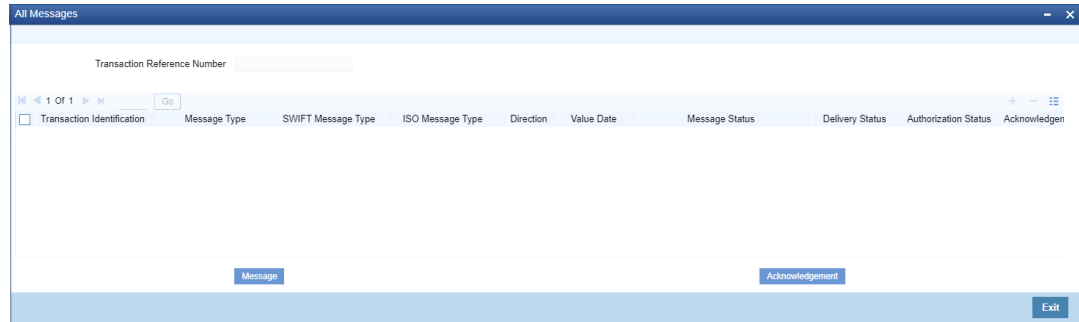 All Messages
Transaction Reference Number
1 Of 1 Go
Transaction Identification Message Type SWIFT Message Type ISO Message Type Direction Value Date Message Status Delivery Status Authorization Status Acknowledgen
Message Acknowledgement
Exit